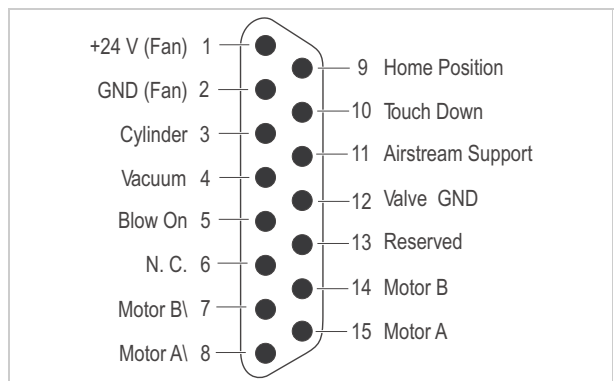 +24 V (Fan) 1
GND (Fan) 2
Cylinder 3
Vacuum 4
Blow On 5
N. C. 6
Motor B\ 7
Motor A\ 8
9 Home Position
10 Touch Down
11 Airstream Support
12 Valve GND
13 Reserved
14 Motor B
15 Motor A